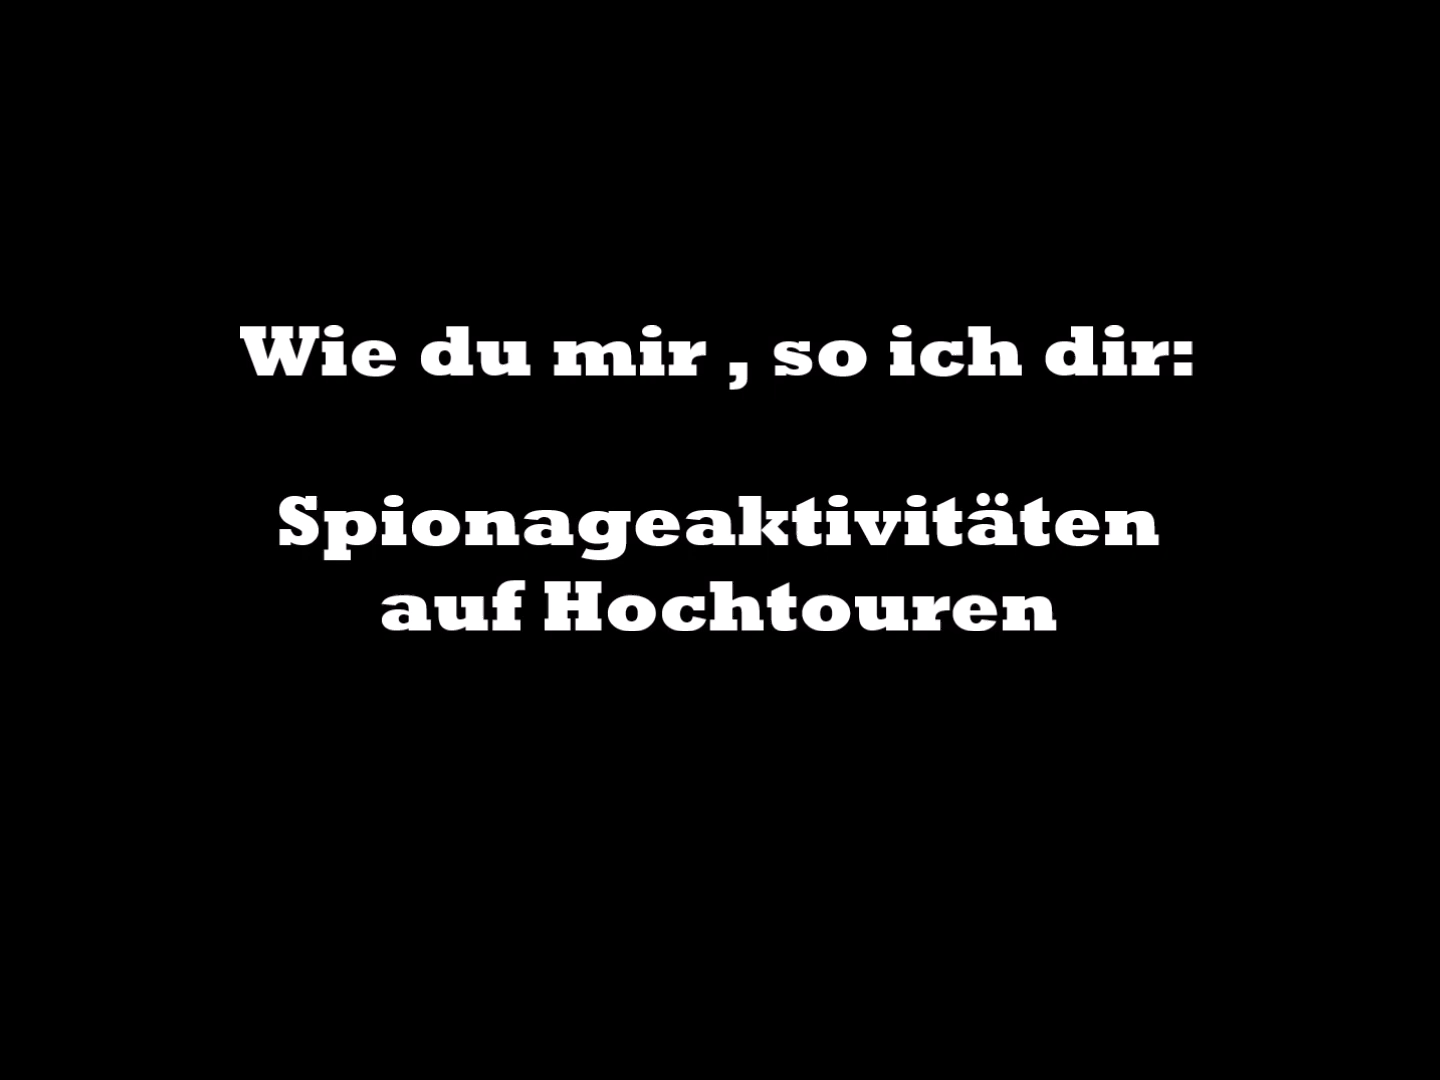 Wie du mir , so ich dir:
Spionageaktivitäten
auf Hochtouren